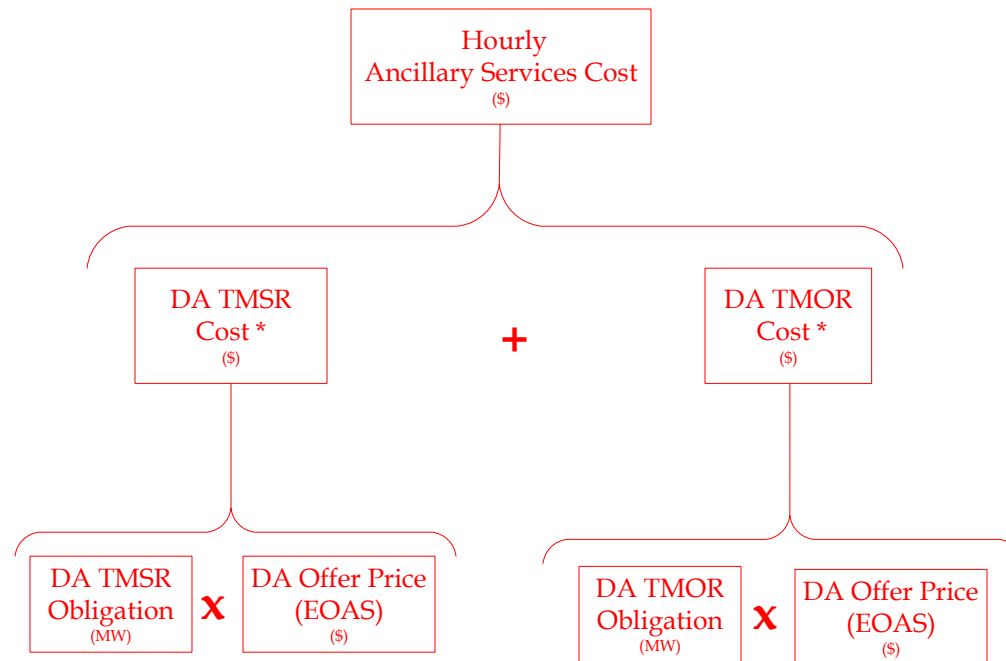 Hourly
Ancillary Services Cost
($)
DA TMSR
Cost *
($)
+
DA TMOR
Cost *
($)
DA TMSR
Obligation
(MW)
x
DA Offer Price
(EOAS)
($)
DA TMOR
Obligation
(MW)
x
DA Offer Price
(EOAS)
($)